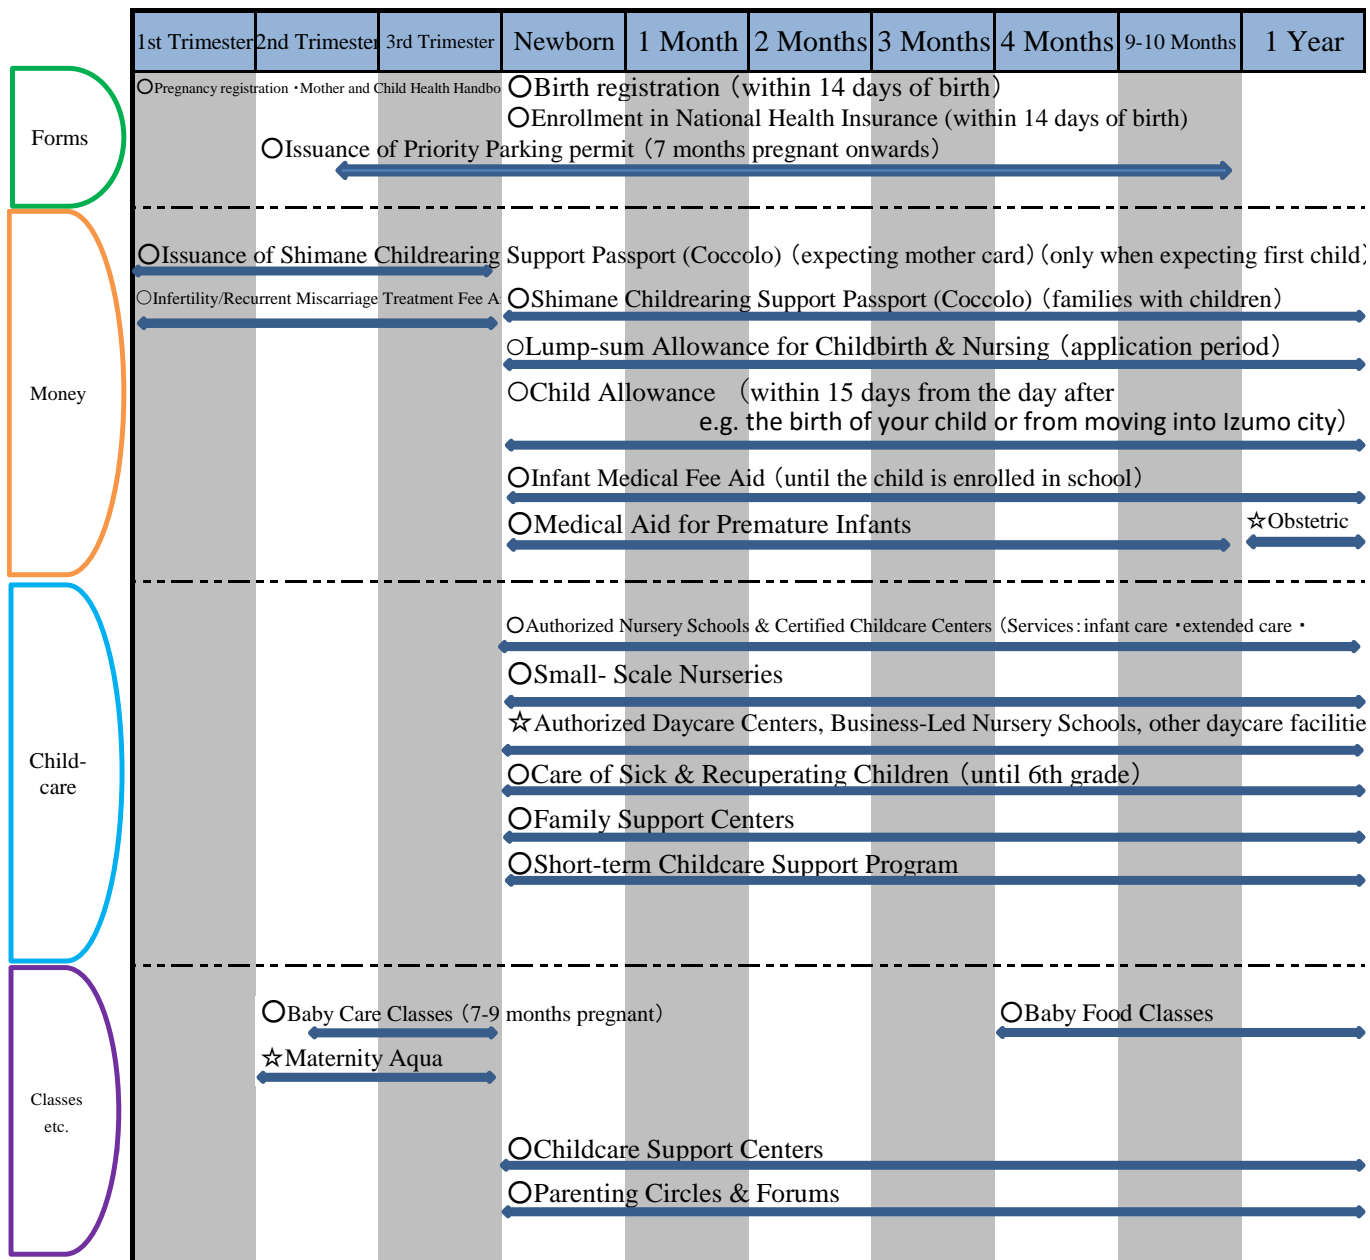 1st Trimester 2nd Trimester 3rd Trimester Newborn 1 Month 2 Months 3 Months 4 Months 9-10 Months 1 Year
Forms
○Pregnancy registration ・Mother and Child Health Handbo
○Birth registration（within 14 days of birth）
○Enrollment in National Health Insurance (within 14 days of birth)
○Issuance of Priority Parking permit（7 months pregnant onwards）
Money
○Issuance of Shimane Childrearing Support Passport (Coccolo)（expecting mother card）（only when expecting first child）
○Infertility/Recurrent Miscarriage Treatment Fee A
○Shimane Childrearing Support Passport (Coccolo)（families with children）
○Lump-sum Allowance for Childbirth & Nursing（application period）
○Child Allowance （within 15 days from the day after
e.g. the birth of your child or from moving into Izumo city）
○Infant Medical Fee Aid（until the child is enrolled in school）
○Medical Aid for Premature Infants
☆Obstetric
Child-
care
○Authorized Nursery Schools & Certified Childcare Centers（Services：infant care ・extended care ・
○Small- Scale Nurseries
☆Authorized Daycare Centers, Business-Led Nursery Schools, other daycare facilitie
○Care of Sick & Recuperating Children（until 6th grade）
○Family Support Centers
○Short-term Childcare Support Program
Classes
etc.
○Baby Care Classes（7-9 months pregnant）
○Baby Food Classes
☆Maternity Aqua
○Childcare Support Centers
○Parenting Circles & Forums